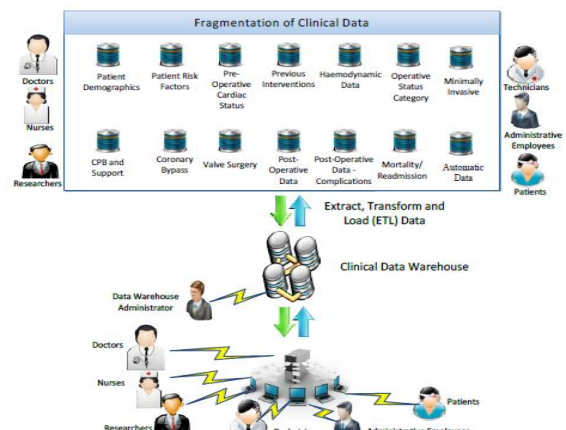 Fragmentation of Clinical Data
Doctors
Nurses
Researchers
Patient
Demographics
Patient Risk
Factors
Pre-
Operative
Cardiac
Status
Previous
Interventions
Haemodynamic
Data
Operative
Status
Category
Minimally
Invasive
Technicians
Administrative
Employees
Patients
CPB and
Support
Coronary
Bypass
Valve Surgery
Post-
Operative
Data
Post-Operative
Data -
Complications
Mortality/
Readmission
Automatic
Data
Extract, Transform and
Load (ETL) Data
Clinical Data Warehouse
Data Warehouse
Administrator
Doctors
Nurses
Researchers
Patients
Administrative Employees